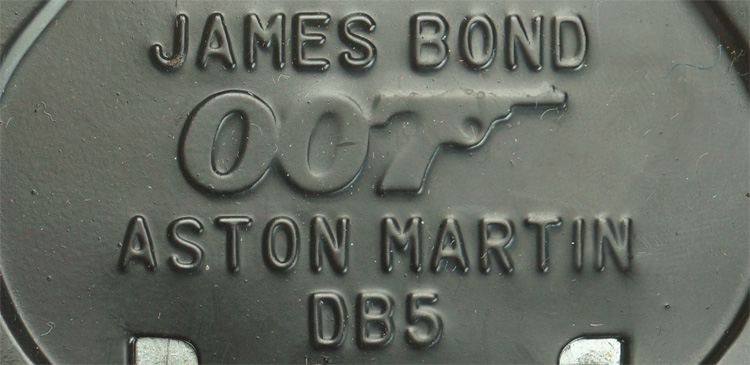 JAMES BOND
007
ASTON MARTIN
DB5